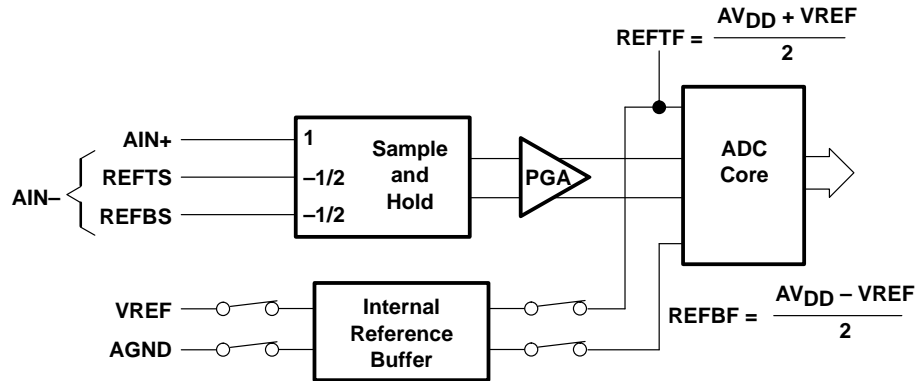 REFTF = AVDD + VREF
2
AIN+
REFTS
REFBS
AIN–
1
–1/2
–1/2
Sample
and
Hold
PGA
ADC
Core
VREF
AGND
Internal
Reference
Buffer
REFBF = AVDD – VREF
2